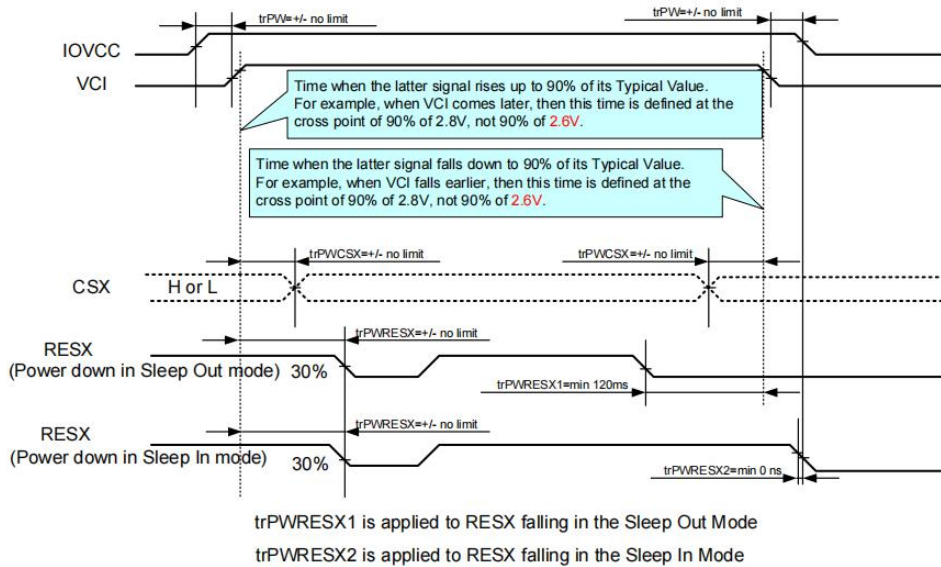 trPW=+/- no limit
trPW=+/- no limit
IOVCC
VCI
Time when the latter signal rises up to 90% of its Typical Value.
For example, when VCI comes later, then this time is defined at the
cross point of 90% of 2.8V, not 90% of 2.6V.
Time when the latter signal falls down to 90% of its Typical Value.
For example, when VCI falls earlier, then this time is defined at the
cross point of 90% of 2.8V, not 90% of 2.6V.
trPWCSX=+/- no limit
trPWCSX=+/- no limit
CSX
H or L
trPWRESX=+/- no limit
RESX
(Power down in Sleep Out mode)
30%
trPWRESX1=min 120ms
trPWRESX=+/- no limit
RESX
(Power down in Sleep In mode)
30%
trPWRESX2=min 0 ns
trPWRESX1 is applied to RESX falling in the Sleep Out Mode
trPWRESX2 is applied to RESX falling in the Sleep In Mode